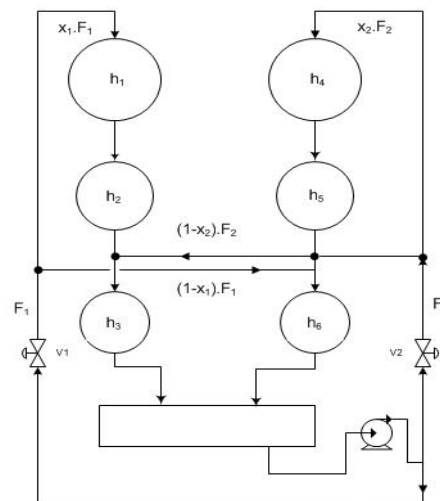 x₁.F₁
x₂.F₂
h₁
h₄
h₂
h₅
(1-x₂).F₂
(1-x₁).F₁
F₁
F
h₃
h₆
V1
V2